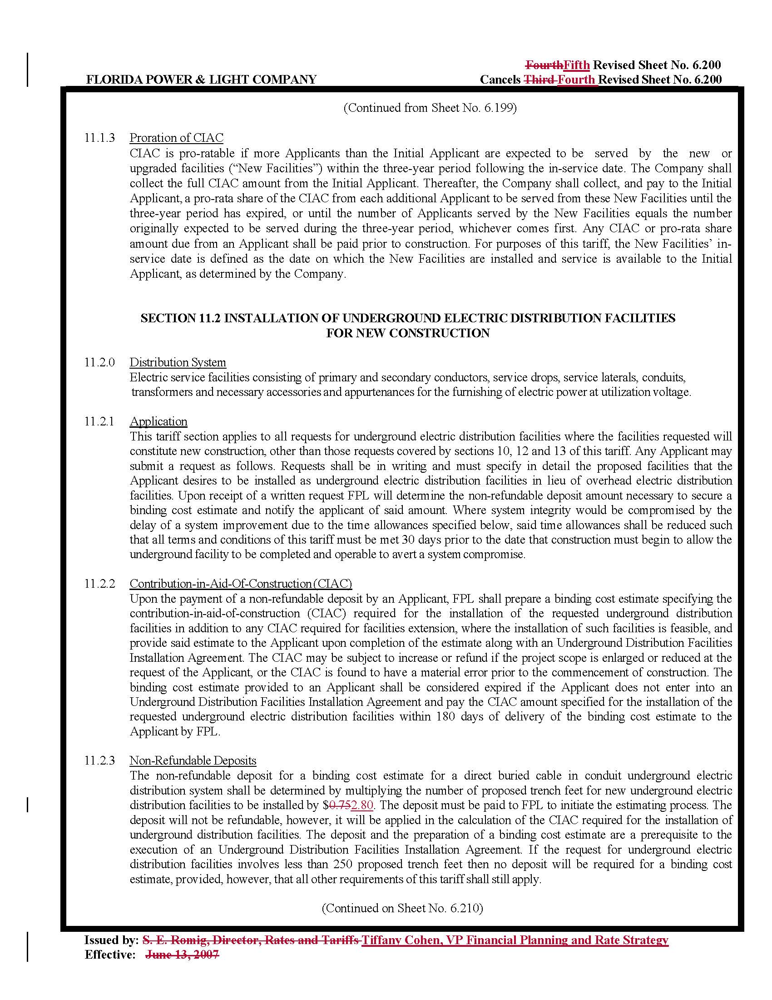 FourthFifth Revised Sheet No. 6.200
FLORIDA POWER & LIGHT COMPANY Cancels Third Fourth Revised Sheet No. 6.200
(Continued from Sheet No. 6.199)
11.1.3 Proration of CIAC
CIAC is pro-ratable if more Applicants than the Initial Applicant are expected to be served by the new or
upgraded facilities (“New Facilities”) within the three-year period following the in-service date. The Company shall
collect the full CIAC amount from the Initial Applicant. Thereafter, the Company shall collect, and pay to the Initial
Applicant, a pro-rata share of the CIAC from each additional Applicant to be served from these New Facilities until the
three-year period has expired, or until the number of Applicants served by the New Facilities equals the number
originally expected to be served during the three-year period, whichever comes first. Any CIAC or pro-rata share
amount due from an Applicant shall be paid prior to construction. For purposes of this tariff, the New Facilities’ in-
service date is defined as the date on which the New Facilities are installed and service is available to the Initial
Applicant, as determined by the Company.
SECTION 11.2 INSTALLATION OF UNDERGROUND ELECTRIC DISTRIBUTION FACILITIES
FOR NEW CONSTRUCTION
11.2.0 Distribution System
Electric service facilities consisting of primary and secondary conductors, service drops, service laterals, conduits,
transformers and necessary accessories and appurtenances for the furnishing of electric power at utilization voltage.
11.2.1 Application
This tariff section applies to all requests for underground electric distribution facilities where the facilities requested will
constitute new construction, other than those requests covered by sections 10, 12 and 13 of this tariff. Any Applicant may
submit a request as follows. Requests shall be in writing and must specify in detail the proposed facilities that the
Applicant desires to be installed as underground electric distribution facilities in lieu of overhead electric distribution
facilities. Upon receipt of a written request FPL will determine the non-refundable deposit amount necessary to secure a
binding cost estimate and notify the applicant of said amount. Where system integrity would be compromised by the
delay of a system improvement due to the time allowances specified below, said time allowances shall be reduced such
that all terms and conditions of this tariff must be met 30 days prior to the date that construction must begin to allow the
underground facility to be completed and operable to avert a system compromise.
11.2.2 Contribution-in-Aid-Of-Construction (CIAC)
Upon the payment of a non-refundable deposit by an Applicant, FPL shall prepare a binding cost estimate specifying the
contribution-in-aid-of-construction (CIAC) required for the installation of the requested underground distribution
facilities in addition to any CIAC required for facilities extension, where the installation of such facilities is feasible, and
provide said estimate to the Applicant upon completion of the estimate along with an Underground Distribution Facilities
Installation Agreement. The CIAC may be subject to increase or refund if the project scope is enlarged or reduced at the
request of the Applicant, or the CIAC is found to have a material error prior to the commencement of construction. The
binding cost estimate provided to an Applicant shall be considered expired if the Applicant does not enter into an
Underground Distribution Facilities Installation Agreement and pay the CIAC amount specified for the installation of the
requested underground electric distribution facilities within 180 days of delivery of the binding cost estimate to the
Applicant by FPL.
11.2.3 Non-Refundable Deposits
The non-refundable deposit for a binding cost estimate for a direct buried cable in conduit underground electric
distribution system shall be determined by multiplying the number of proposed trench feet for new underground electric
distribution facilities to be installed by $0.752.80. The deposit must be paid to FPL to initiate the estimating process. The
deposit will not be refundable, however, it will be applied in the calculation of the CIAC required for the installation of
underground distribution facilities. The deposit and the preparation of a binding cost estimate are a prerequisite to the
execution of an Underground Distribution Facilities Installation Agreement. If the request for underground electric
distribution facilities involves less than 250 proposed trench feet then no deposit will be required for a binding cost
estimate, provided, however, that all other requirements of this tariff shall still apply.
(Continued on Sheet No. 6.210)
Issued by: S. E. Romig, Director, Rates and Tariffs Tiffany Cohen, VP Financial Planning and Rate Strategy
Effective: June 13, 2007